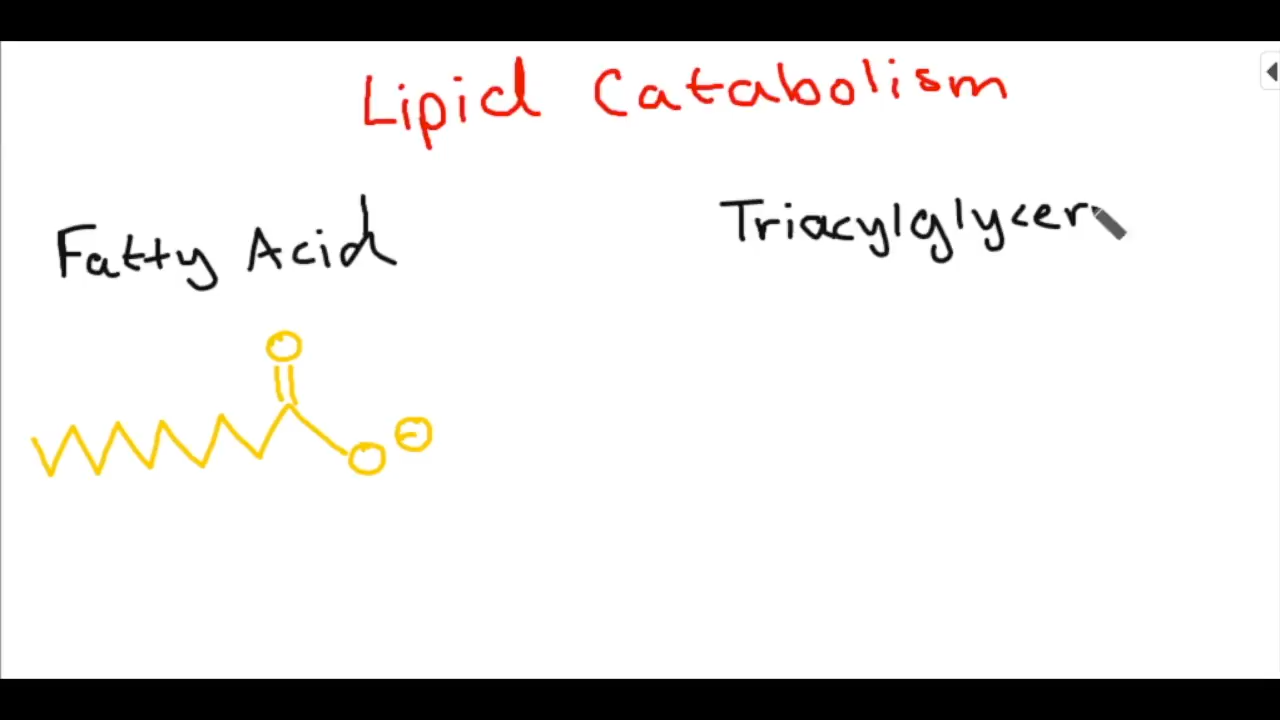 Lipid Catabolism
Fatty Acid
Triacylglycer
O
O